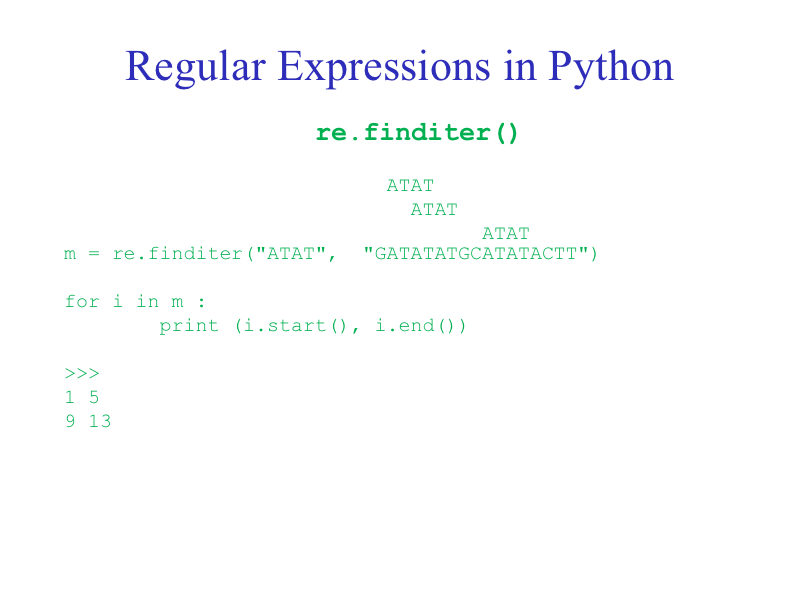 Regular Expressions in Python
re.finditer()
ATAT
ATAT
ATAT
m = re.finditer("ATAT",  "GATATATGCATATACTT")
for i in m :
print (i.start(), i.end())
>>>
1 5
9 13